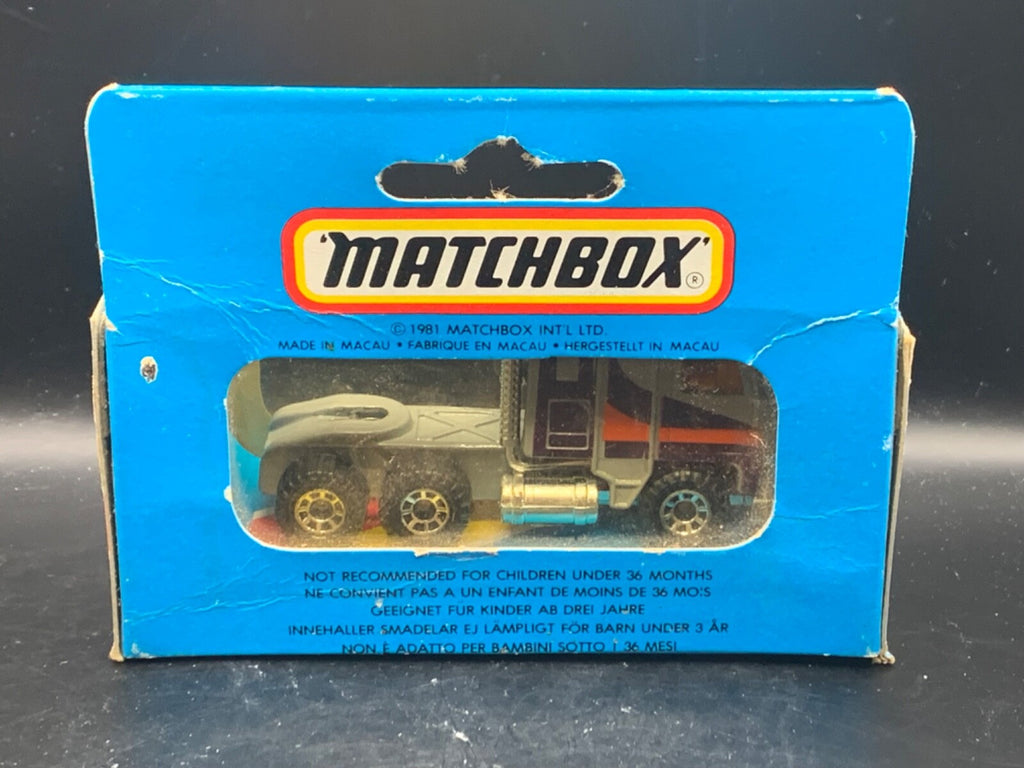 'MATCHBOX' ®
© 1981 MATCHBOX INT'L LTD.
MADE IN MACAU • FABRIQUE EN MACAU • HERGESTELLT IN MACAU
NOT RECOMMENDED FOR CHILDREN UNDER 36 MONTHS
NE CONVIENT PAS A UN ENFANT DE MOINS DE 36 MOIS
GEEIGNET FÜR KINDER AB DREI JAHRE
INNEHALLER SMADELAR EJ LÄMPLIGT FÖR BARN UNDER 3 ÅR
NON È ADATTO PER BAMBINI SOTTO I 36 MESI